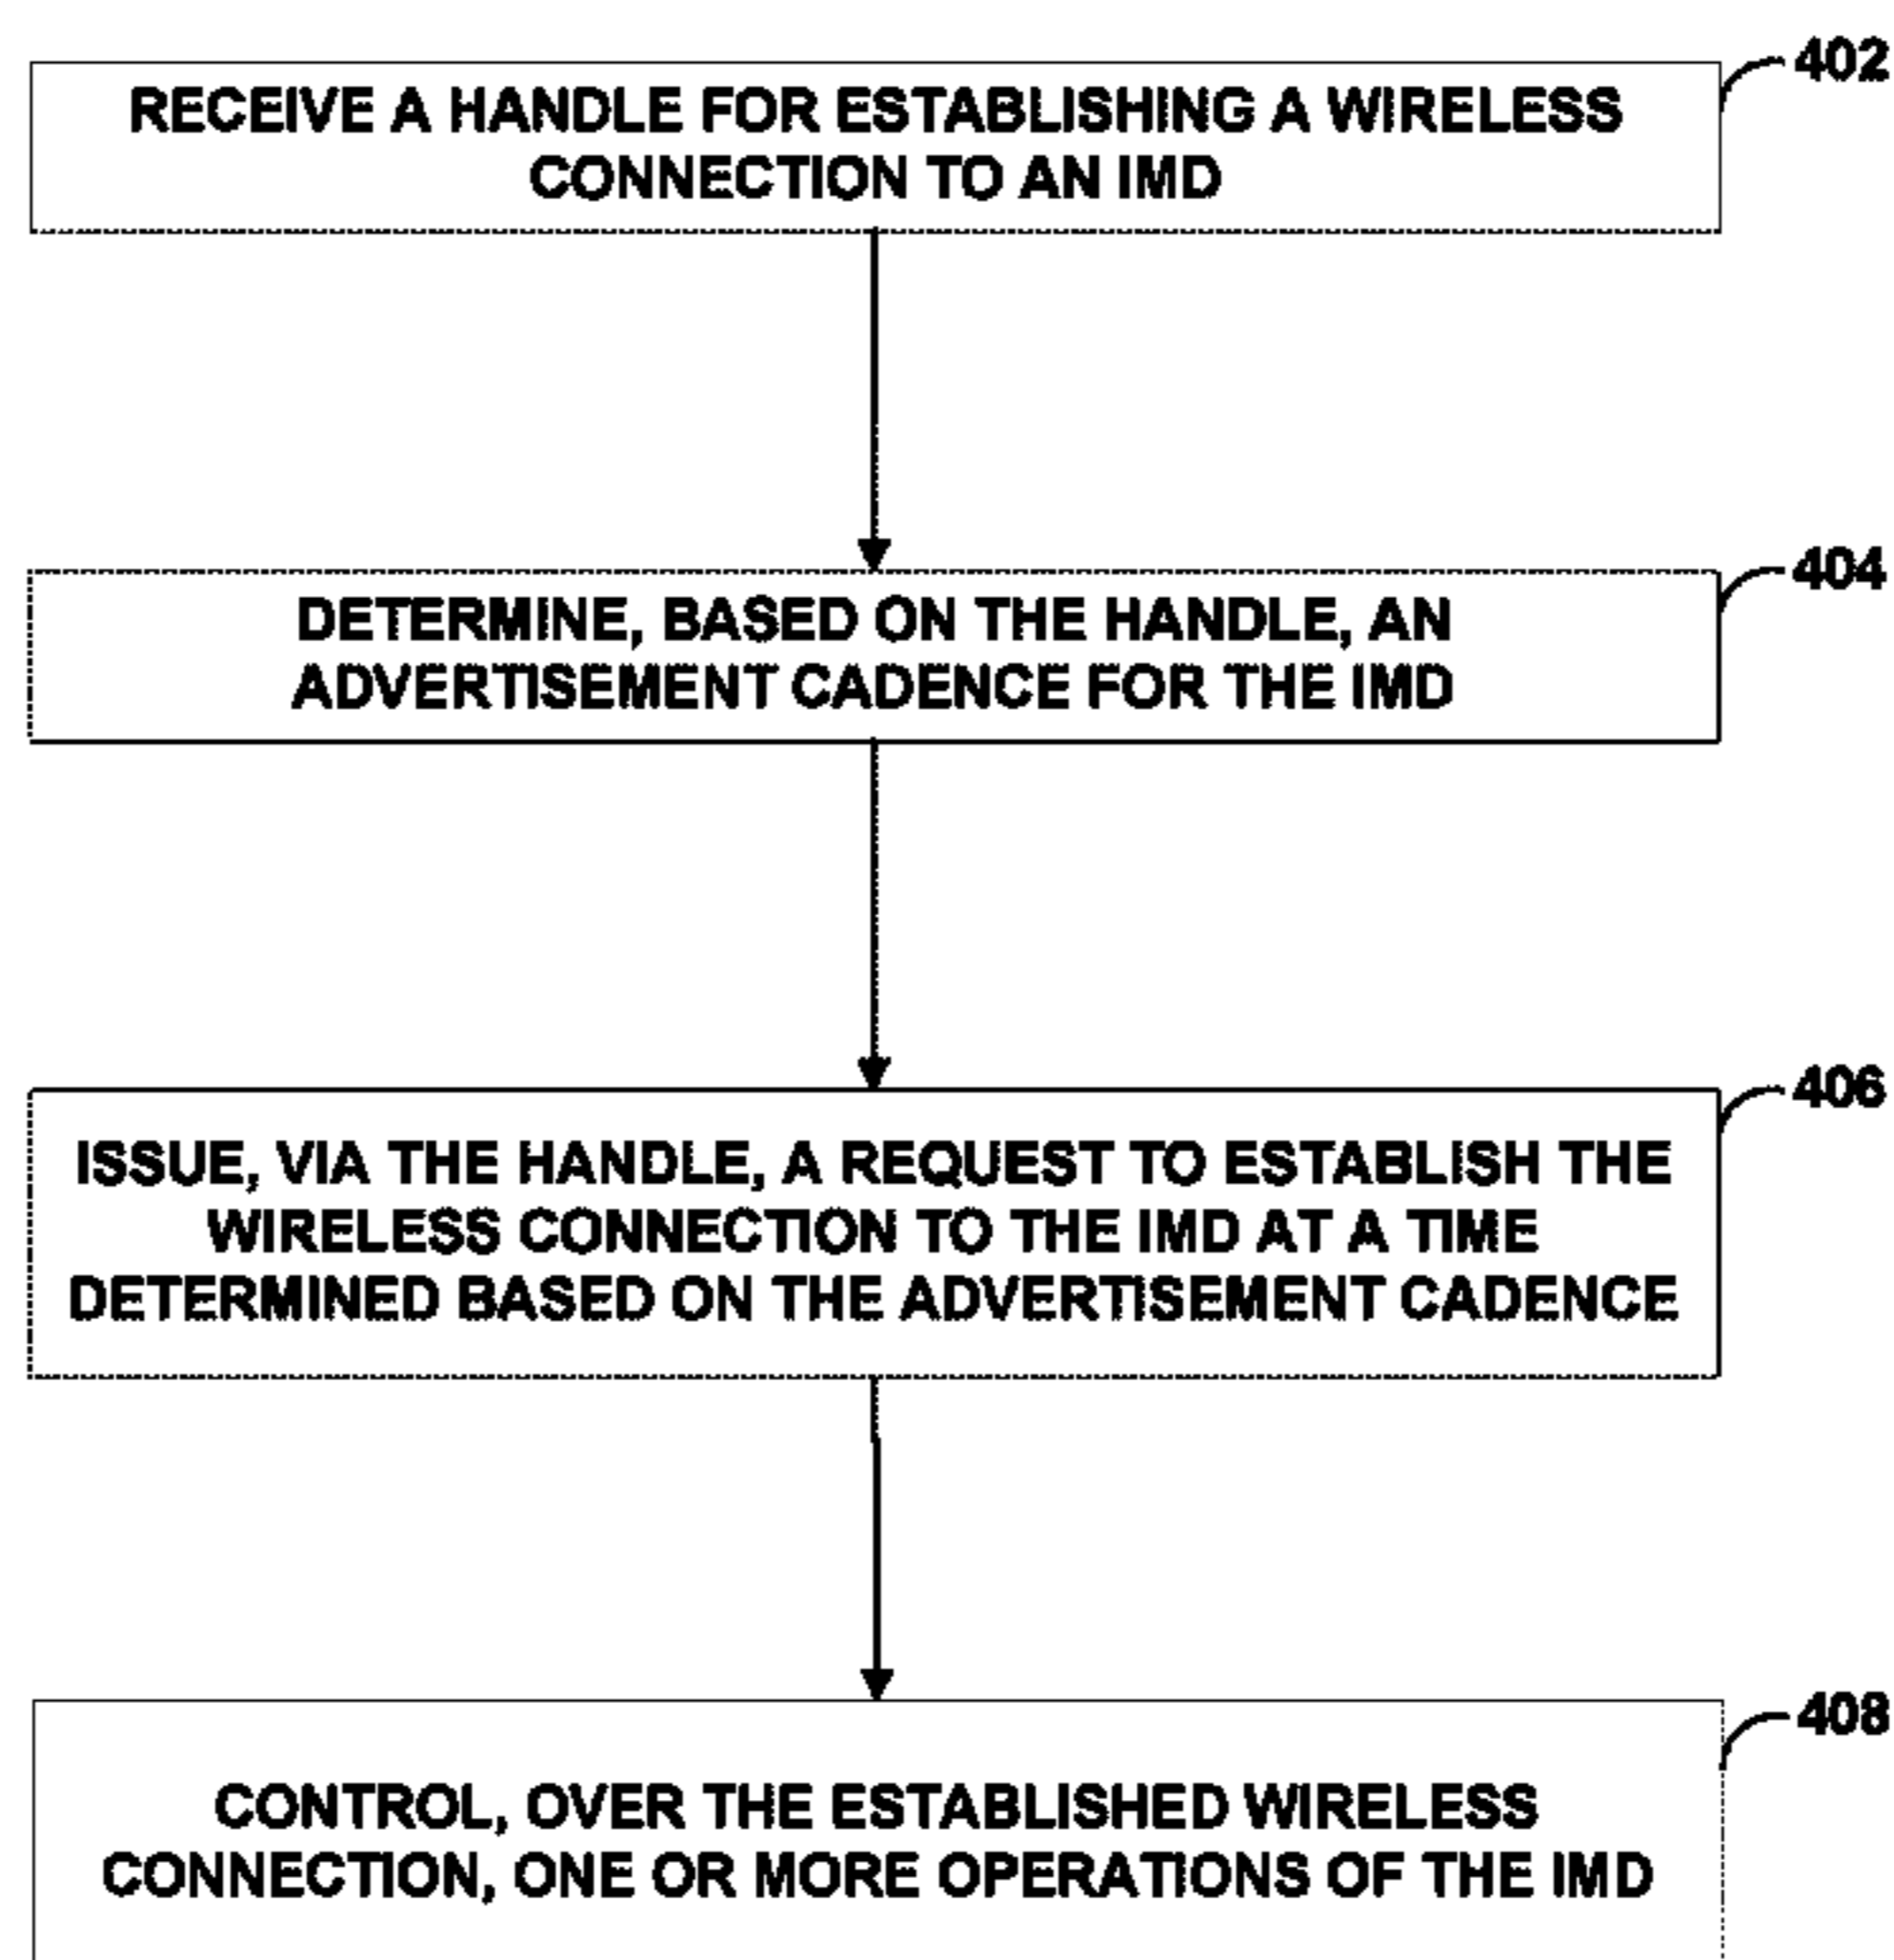 402
RECEIVE A HANDLE FOR ESTABLISHING A WIRELESS
CONNECTION TO AN IMD
404
DETERMINE, BASED ON THE HANDLE, AN
ADVERTISEMENT CADENCE FOR THE IMD
406
ISSUE, VIA THE HANDLE, A REQUEST TO ESTABLISH THE
WIRELESS CONNECTION TO THE IMD AT A TIME
DETERMINED BASED ON THE ADVERTISEMENT CADENCE
408
CONTROL, OVER THE ESTABLISHED WIRELESS
CONNECTION, ONE OR MORE OPERATIONS OF THE IMD